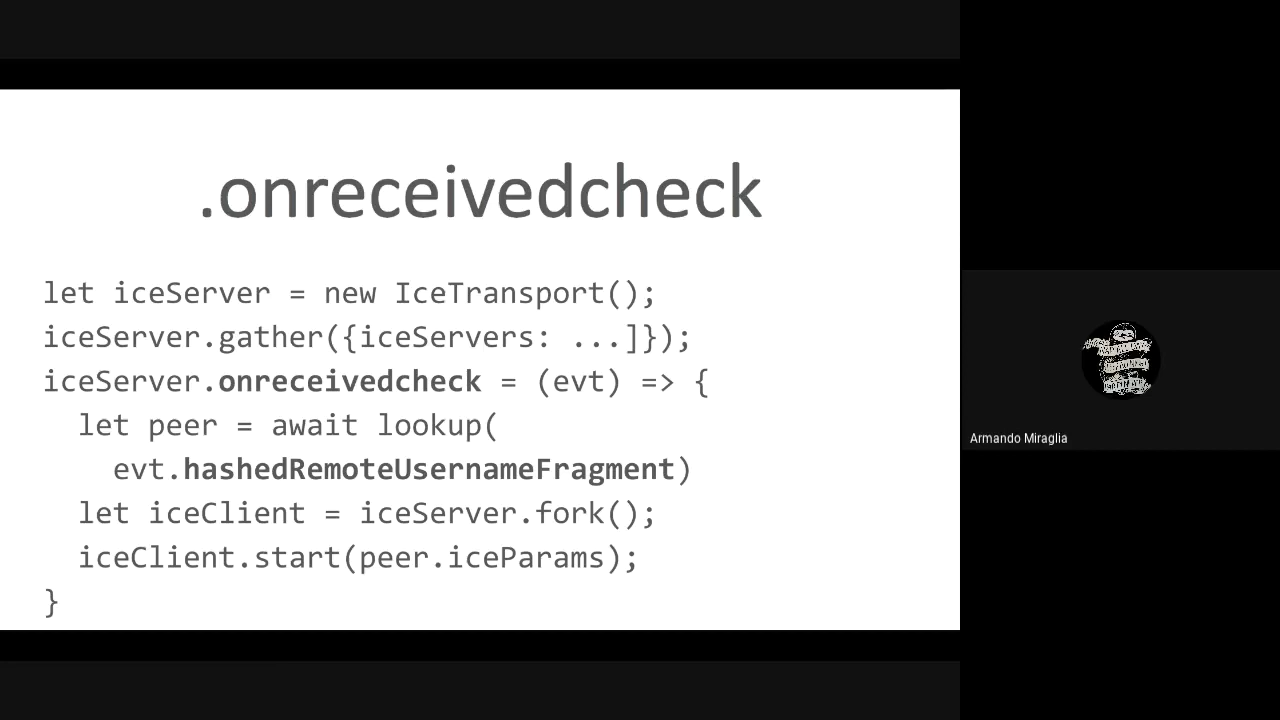 .onreceivedcheck
let iceServer = new IceTransport();
iceServer.gather({iceServers: ...]});
iceServer.onreceivedcheck = (evt) => {
  let peer = await lookup(
    evt.hashedRemoteUsernameFragment)
  let iceClient = iceServer.fork();
  iceClient.start(peer.iceParams);
}
Armando Miraglia